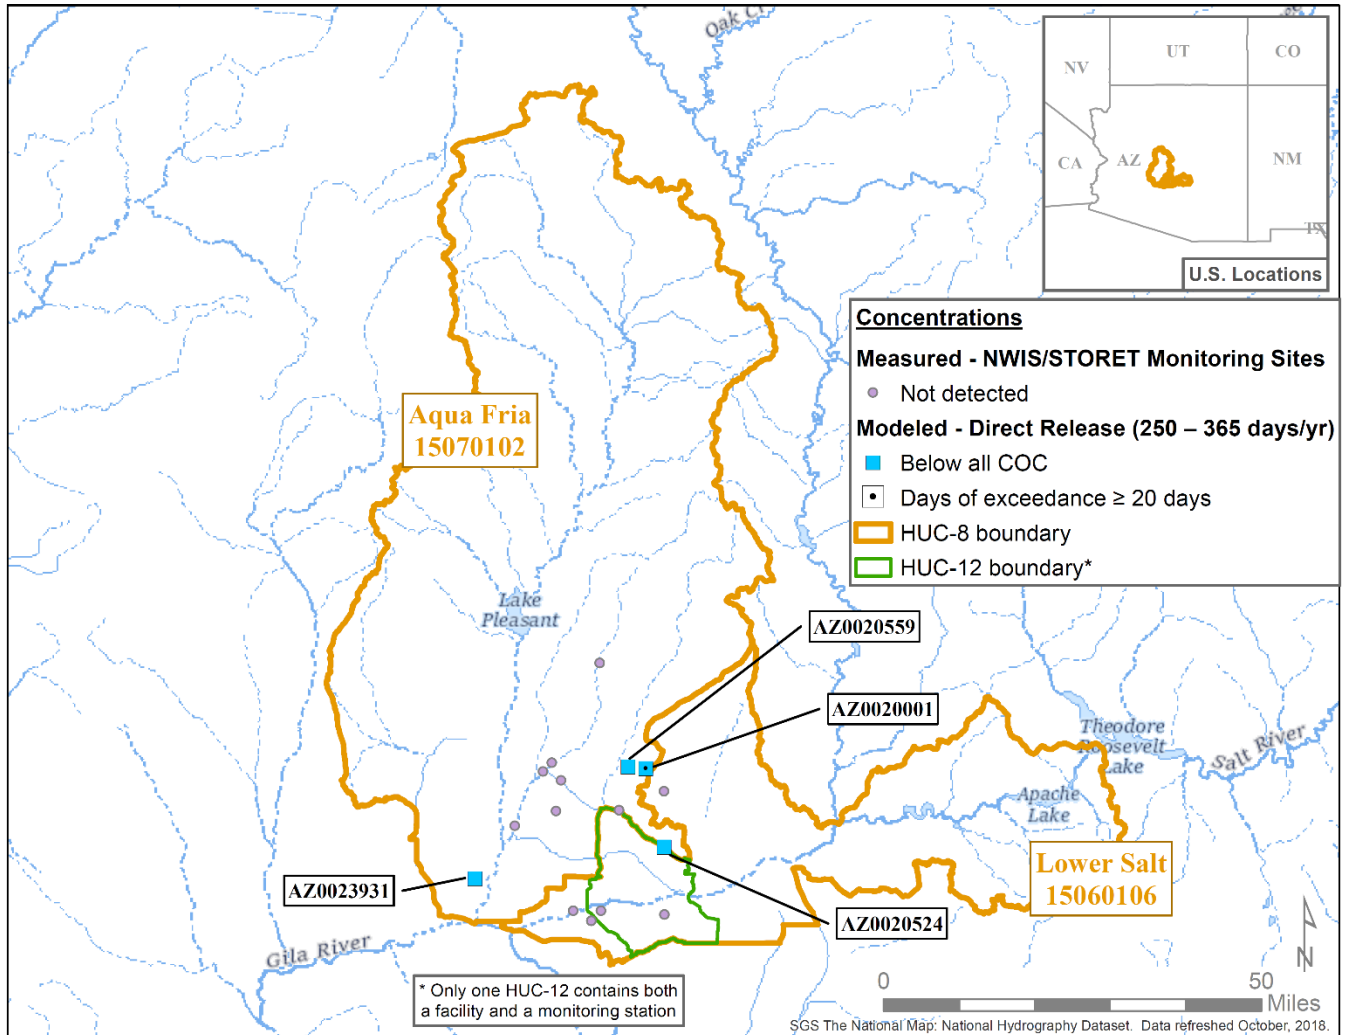 Oak Cr
UT
CO
NV
CA
AZ
NM
TX
U.S. Locations
Concentrations
Measured - NWIS/STORET Monitoring Sites
Not detected
Modeled - Direct Release (250 – 365 days/yr)
Below all COC
Days of exceedance ≥ 20 days
HUC-8 boundary
HUC-12 boundary*
Aqua Fria
15070102
Lake
Pleasant
AZ0020559
AZ0020001
Theodore
Roosevelt
Lake
Salt River
Apache
Lake
Lower Salt
15060106
AZ0023931
AZ0020524
Gila River
* Only one HUC-12 contains both
a facility and a monitoring station
N
0
50
Miles
SGS The National Map: National Hydrography Dataset. Data refreshed October, 2018.